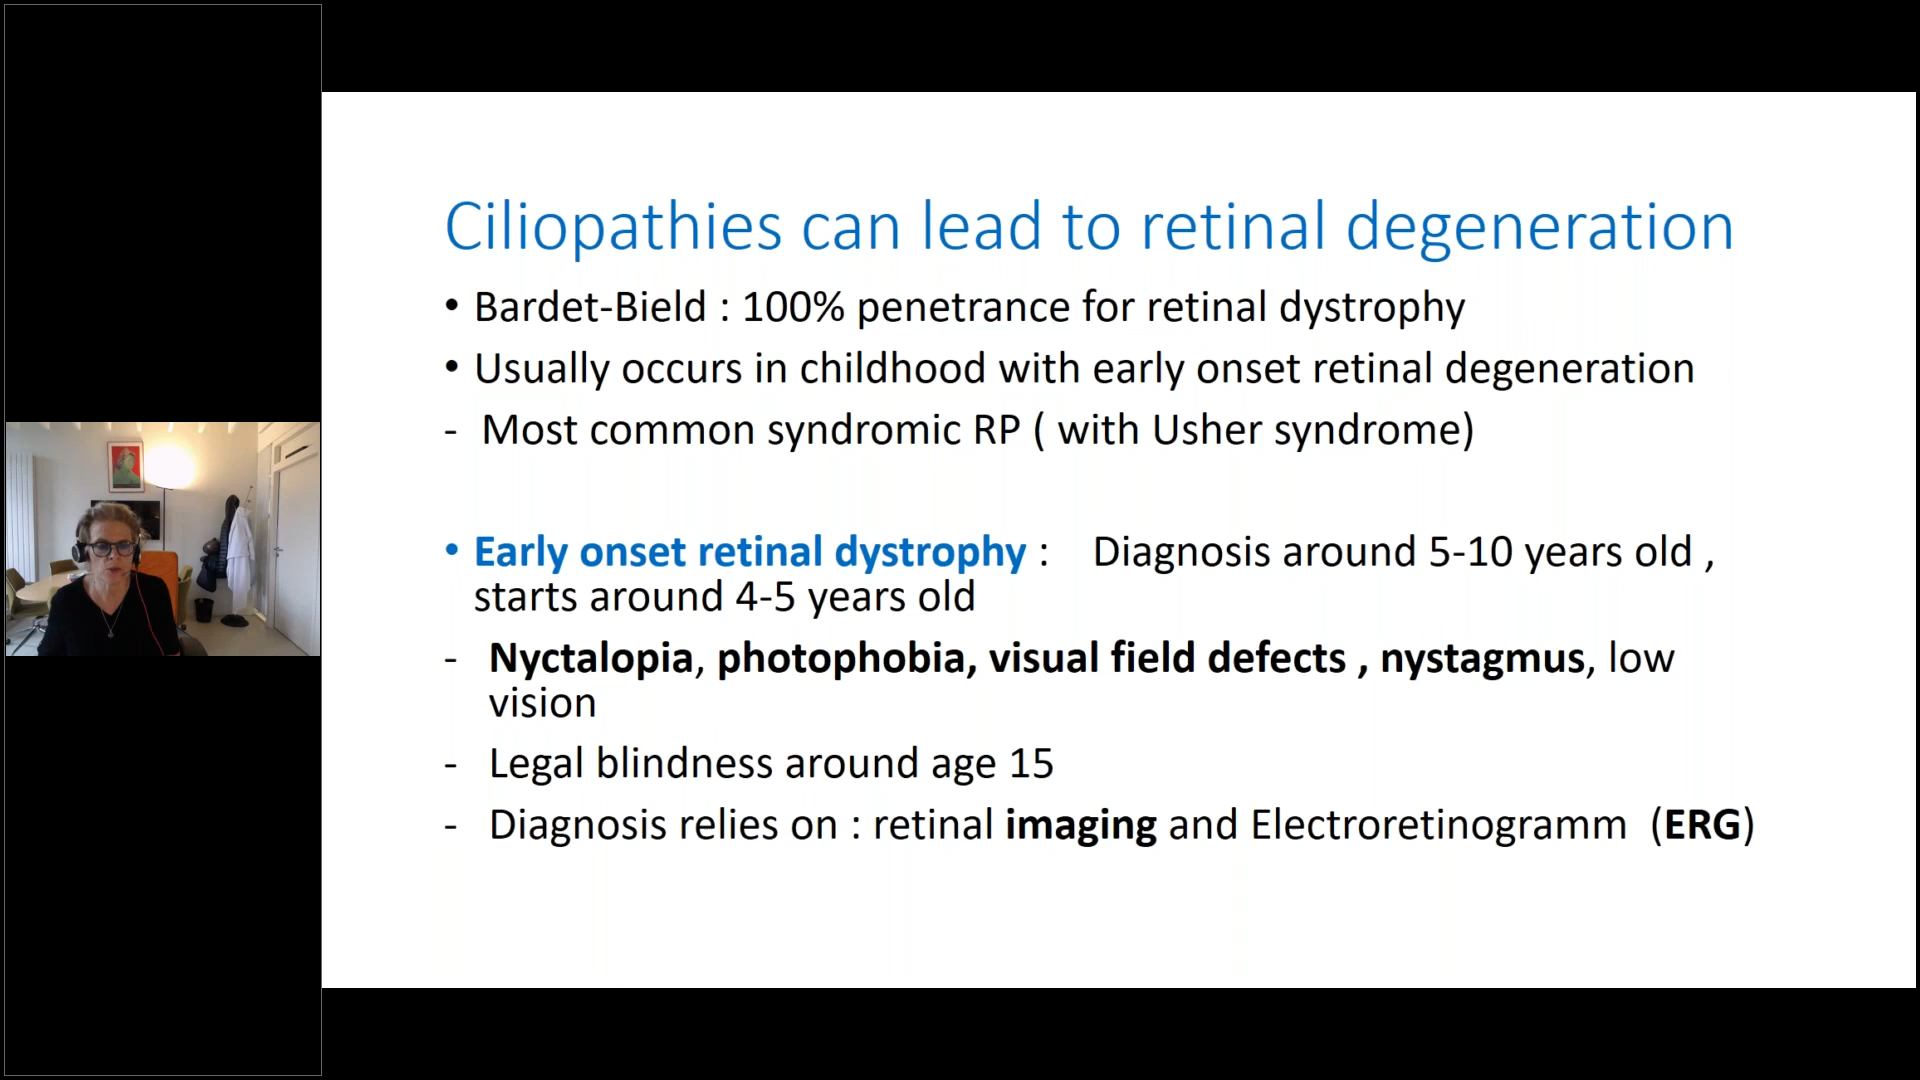 Ciliopathies can lead to retinal degeneration
• Bardet-Bield : 100% penetrance for retinal dystrophy
• Usually occurs in childhood with early onset retinal degeneration
- Most common syndromic RP ( with Usher syndrome)
• Early onset retinal dystrophy : Diagnosis around 5-10 years old ,
starts around 4-5 years old
- Nyctalopia, photophobia, visual field defects , nystagmus, low
vision
- Legal blindness around age 15
- Diagnosis relies on : retinal imaging and Electroretinogramm (ERG)